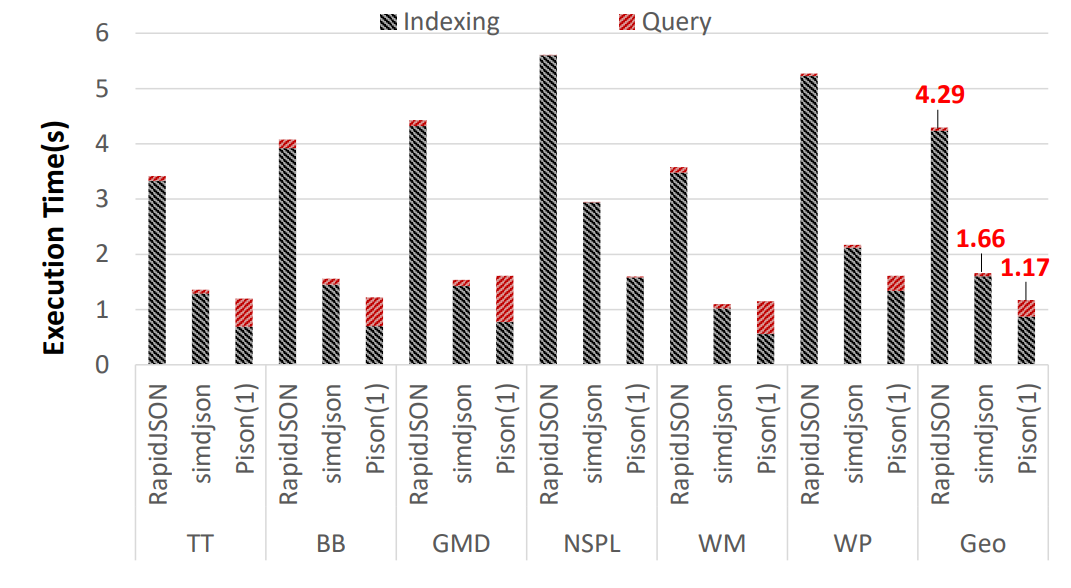 Indexing Query
Execution Time(s)
6
5
4
3
2
1
0
4.29
1.66
1.17
RapidJSON simdjson Pison(1) RapidJSON simdjson Pison(1) RapidJSON simdjson Pison(1) RapidJSON simdjson Pison(1) RapidJSON simdjson Pison(1) RapidJSON simdjson Pison(1) RapidJSON simdjson Pison(1)
TT BB GMD NSPL WM WP Geo